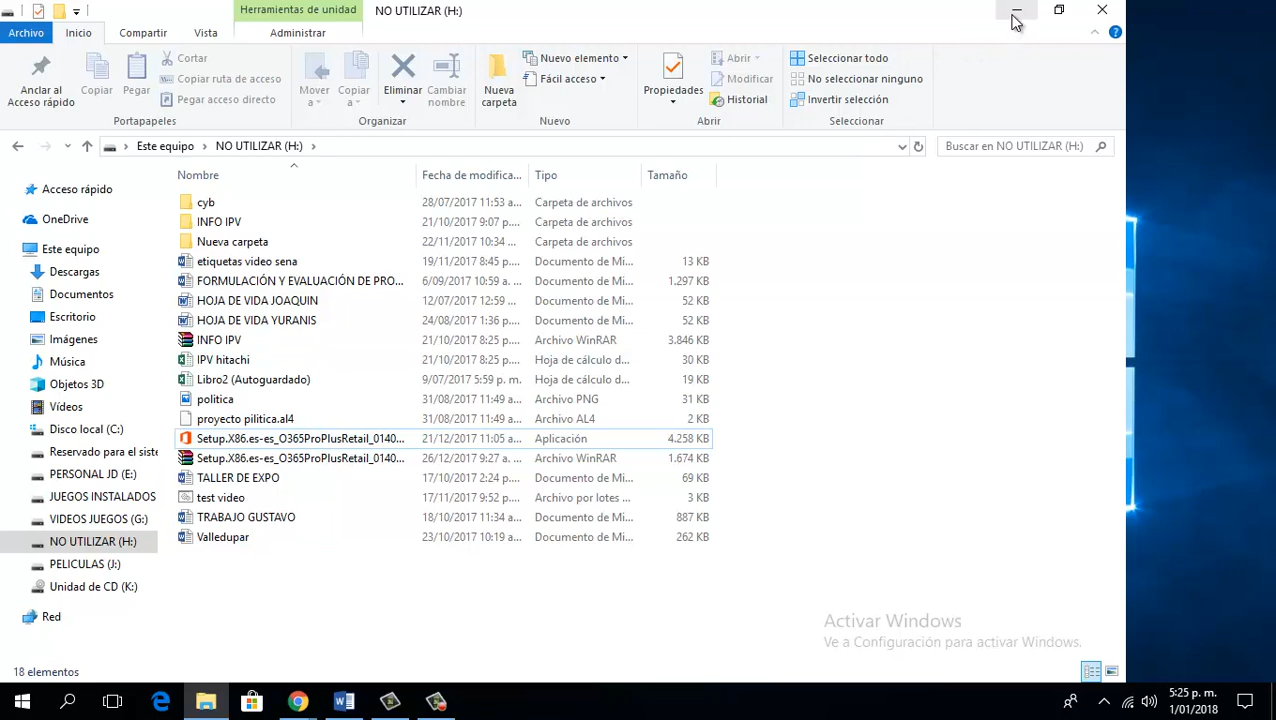 Herramientas de unidad NO UTILIZAR (H:)
Archivo Inicio Compartir Vista Administrar
Anclar al Acceso rápido
Copiar
Pegar
Cortar
Copiar ruta de acceso
Pegar acceso directo
Portapapeles
Mover a
Copiar a
Eliminar
Cambiar nombre
Organizar
Nueva carpeta
Nuevo elemento
Fácil acceso
Nuevo
Propiedades
Abrir
Modificar
Historial
Abrir
Seleccionar todo
No seleccionar ninguno
Invertir selección
Seleccionar
Este equipo > NO UTILIZAR (H:) >
Buscar en NO UTILIZAR (H:)
Acceso rápido
OneDrive
Este equipo
Descargas
Documentos
Escritorio
Imágenes
Música
Objetos 3D
Vídeos
Disco local (C:)
Reservado para el siste
PERSONAL JD (E:)
JUEGOS INSTALADOS
VIDEOS JUEGOS (G:)
NO UTILIZAR (H:)
PELICULAS (J:)
Unidad de CD (K:)
Red
Nombre Fecha de modifica... Tipo Tamaño
cyb 28/07/2017 11:53 a... Carpeta de archivos
INFO IPV 21/10/2017 9:07 p.... Carpeta de archivos
Nueva carpeta 22/11/2017 10:34 ... Carpeta de archivos
etiquetas video sena 19/11/2017 8:45 p.... Documento de Mi... 13 KB
FORMULACIÓN Y EVALUACIÓN DE PRO... 6/09/2017 10:59 a. ... Documento de Mi... 1.297 KB
HOJA DE VIDA JOAQUIN 12/07/2017 12:59 ... Documento de Mi... 52 KB
HOJA DE VIDA YURANIS 24/08/2017 1:36 p.... Documento de Mi... 52 KB
INFO IPV 21/10/2017 8:25 p.... Archivo WinRAR 3.846 KB
IPV hitachi 21/10/2017 8:25 p.... Hoja de cálculo d... 30 KB
Libro2 (Autoguardado) 9/07/2017 5:59 p. m. Hoja de cálculo d... 19 KB
politica 31/08/2017 11:49 a... Archivo PNG 31 KB
proyecto pilitica.al4 31/08/2017 11:49 a... Archivo AL4 2 KB
Setup.X86.es-es_O365ProPlusRetail_0140... 21/12/2017 11:05 a... Aplicación 4.258 KB
Setup.X86.es-es_O365ProPlusRetail_0140... 26/12/2017 9:27 a. ... Archivo WinRAR 1.674 KB
TALLER DE EXPO 17/10/2017 2:24 p.... Documento de Mi... 69 KB
test video 17/11/2017 9:52 p.... Archivo por lotes ... 3 KB
TRABAJO GUSTAVO 18/10/2017 11:34 a... Documento de Mi... 887 KB
Valledupar 23/10/2017 10:19 a... Documento de Mi... 262 KB
Activar Windows
Ve a Configuración para activar Windows.
18 elementos
5:25 p. m.
1/01/2018